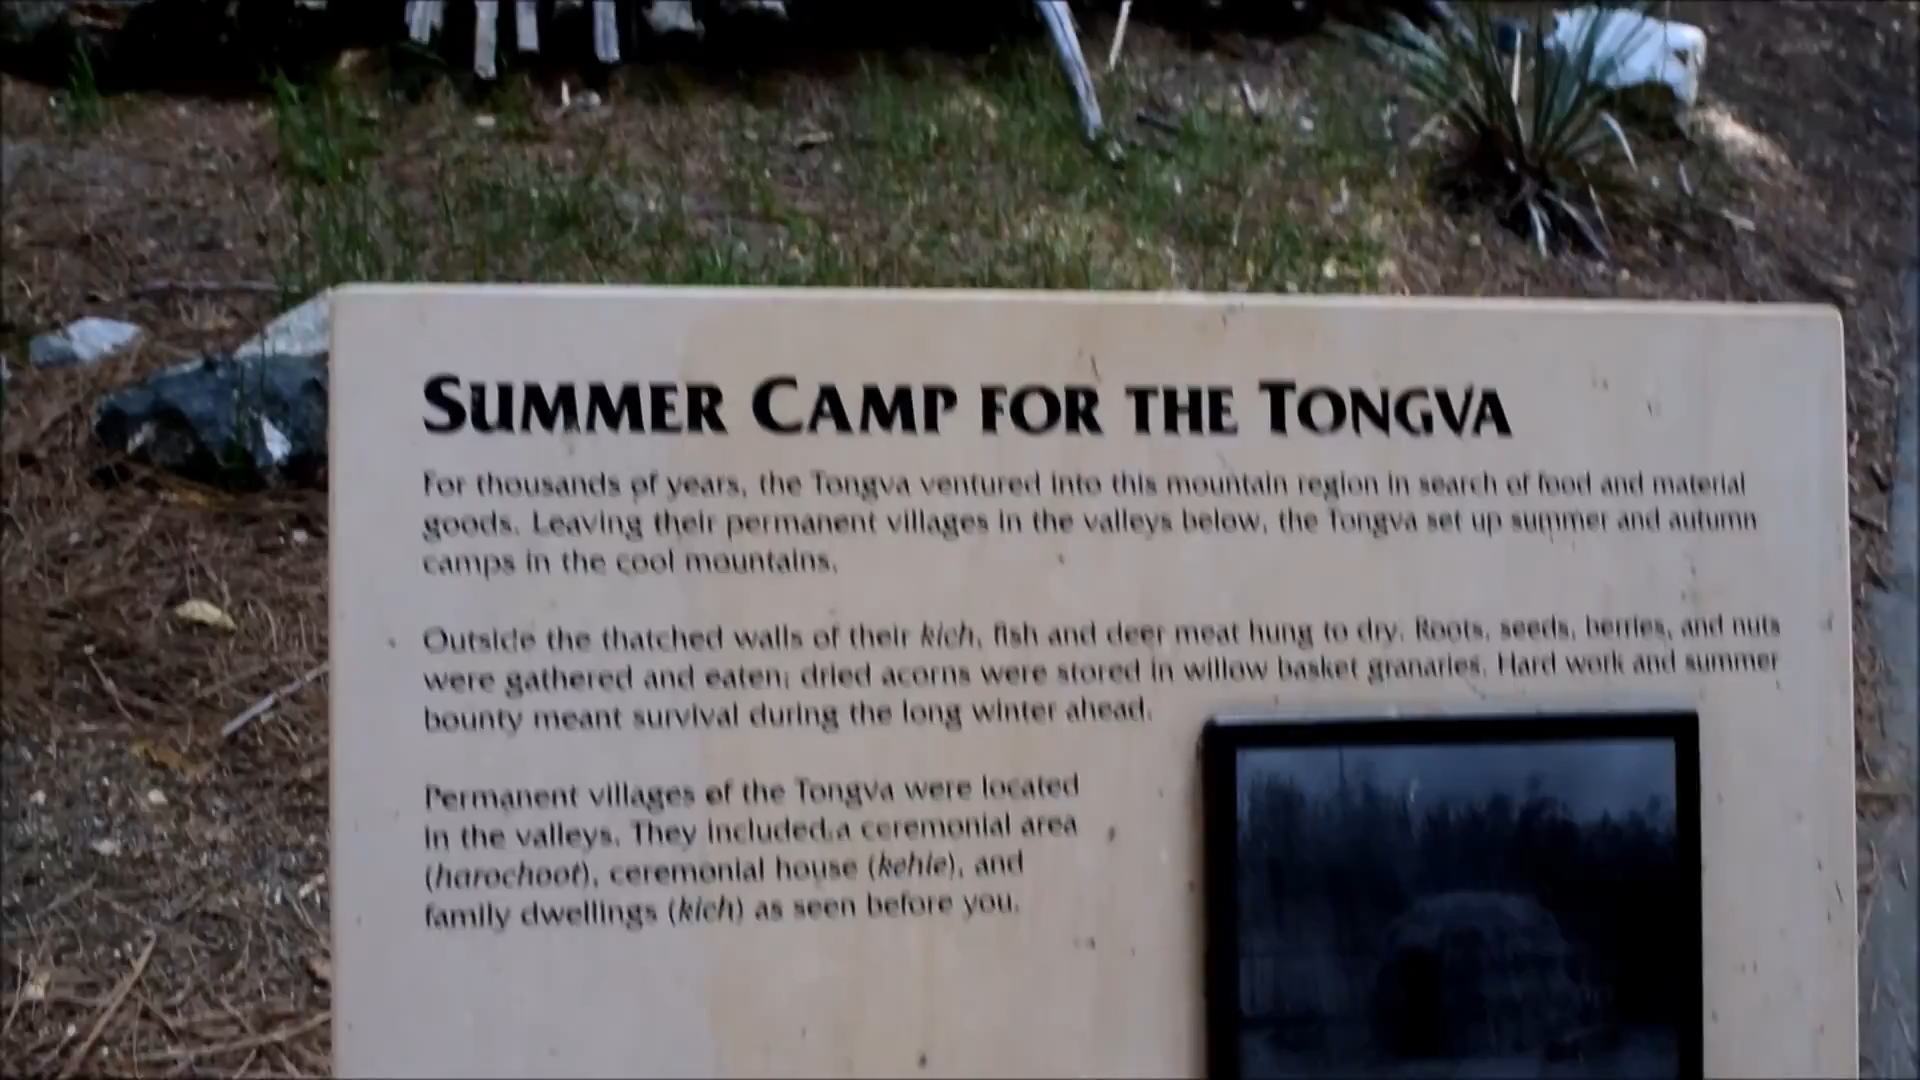 SUMMER CAMP FOR THE TONGVA
For thousands of years, the Tongva ventured into this mountain region in search of food and material
goods. Leaving their permanent villages in the valleys below, the Tongva set up summer and autumn
camps in the cool mountains.
Outside the thatched walls of their kich, fish and deer meat hung to dry. Roots, seeds, berries, and nuts
were gathered and eaten; dried acorns were stored in willow basket granaries. Hard work and summer
bounty meant survival during the long winter ahead.
Permanent villages of the Tongva were located
in the valleys. They included a ceremonial area
(harochoot), ceremonial house (kehie), and
family dwellings (kich) as seen before you.